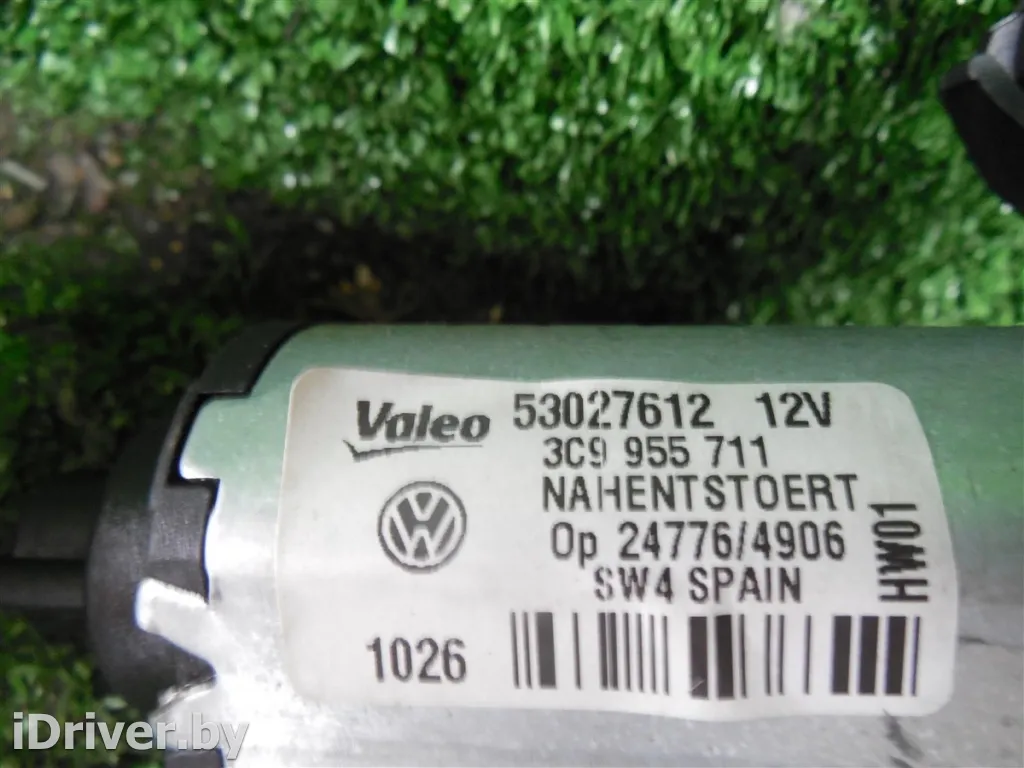 Valeo 53027612 12V
3C9 955 711
NAHENTSTOERT
Op 24776/4906
SW4 SPAIN
HW01
1026
iDriver.by